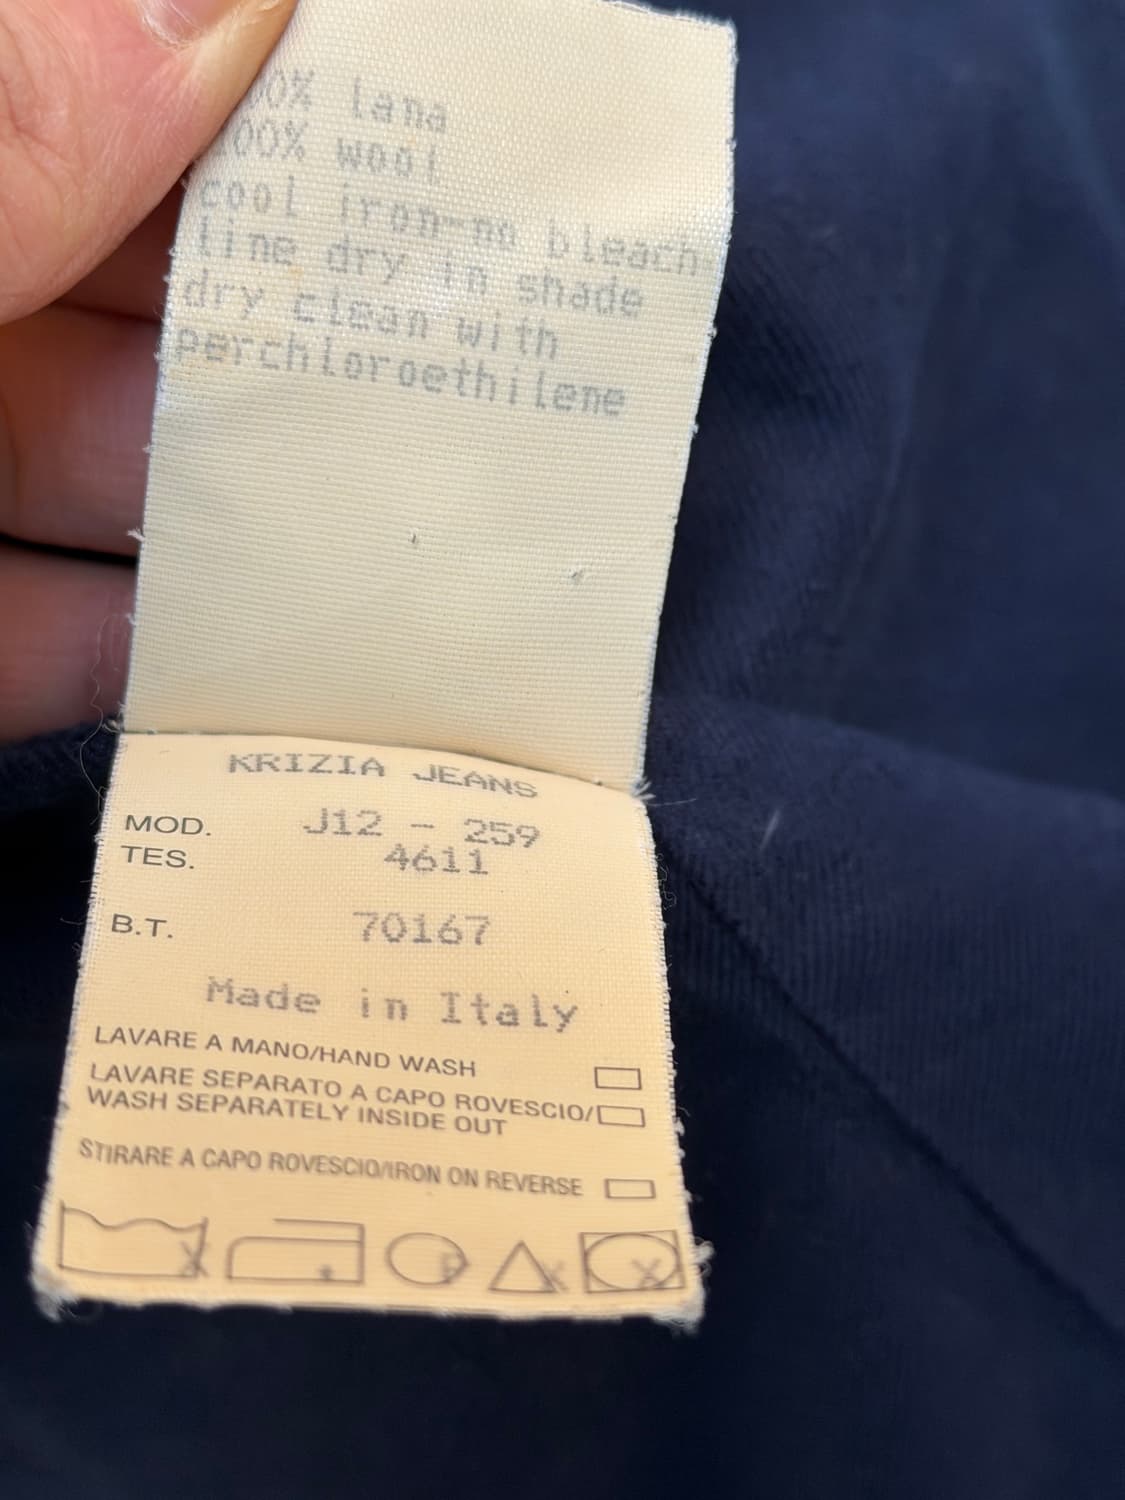 00% lana
100% wool
cool iron-no bleach
line dry in shade
dry clean with
perchloroethilene
KRIZIA JEANS
MOD. J12 - 259
TES. 4611
B.T. 70167
Made in Italy
LAVARE A MANO/HAND WASH
LAVARE SEPARATO A CAPO ROVESCIO/
WASH SEPARATELY INSIDE OUT
STIRARE A CAPO ROVESCIO/IRON ON REVERSE
X P X X